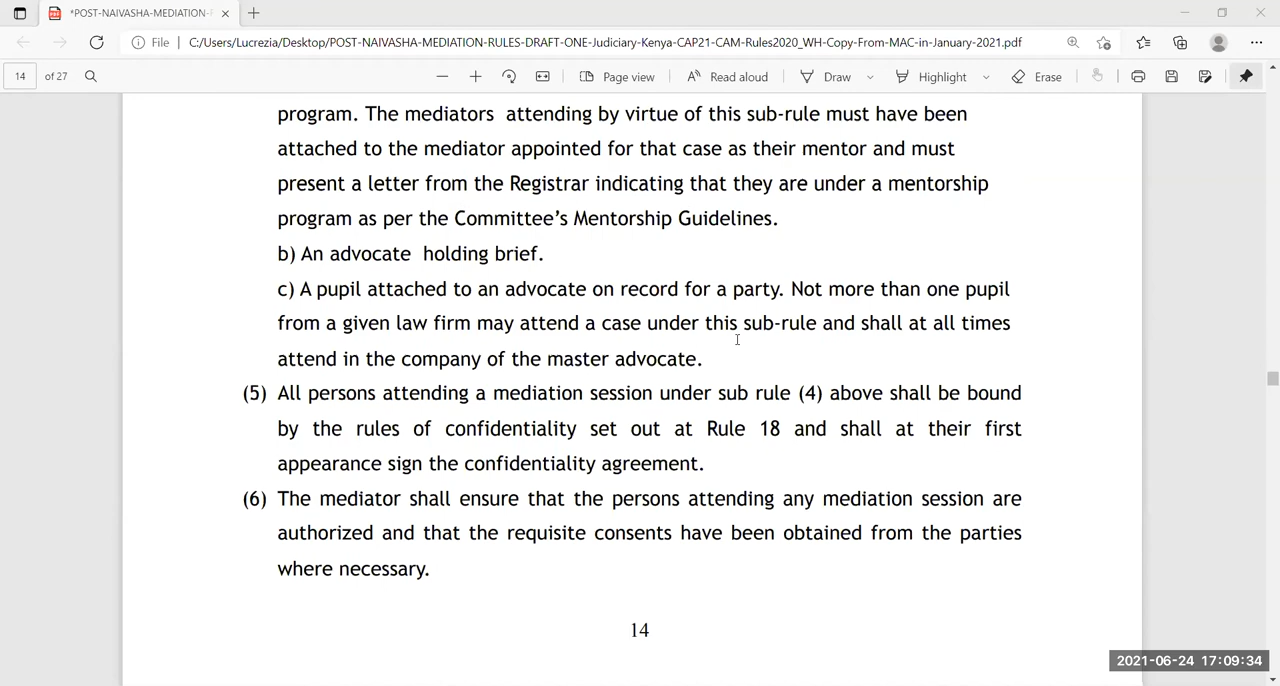 *POST-NAIVASHA-MEDIATION-
File
C:/Users/Lucrezia/Desktop/POST-NAIVASHA-MEDIATION-RULES-DRAFT-ONE-Judiciary-Kenya-CAP21-CAM-Rules2020_WH-Copy-From-MAC-in-January-2021.pdf
14 of 27
Page view
Read aloud
Draw
Highlight
Erase
program. The mediators attending by virtue of this sub-rule must have been
attached to the mediator appointed for that case as their mentor and must
present a letter from the Registrar indicating that they are under a mentorship
program as per the Committee’s Mentorship Guidelines.
b) An advocate holding brief.
c) A pupil attached to an advocate on record for a party. Not more than one pupil
from a given law firm may attend a case under this sub-rule and shall at all times
attend in the company of the master advocate.
(5) All persons attending a mediation session under sub rule (4) above shall be bound
by the rules of confidentiality set out at Rule 18 and shall at their first
appearance sign the confidentiality agreement.
(6) The mediator shall ensure that the persons attending any mediation session are
authorized and that the requisite consents have been obtained from the parties
where necessary.
14
2021-06-24 17:09:34